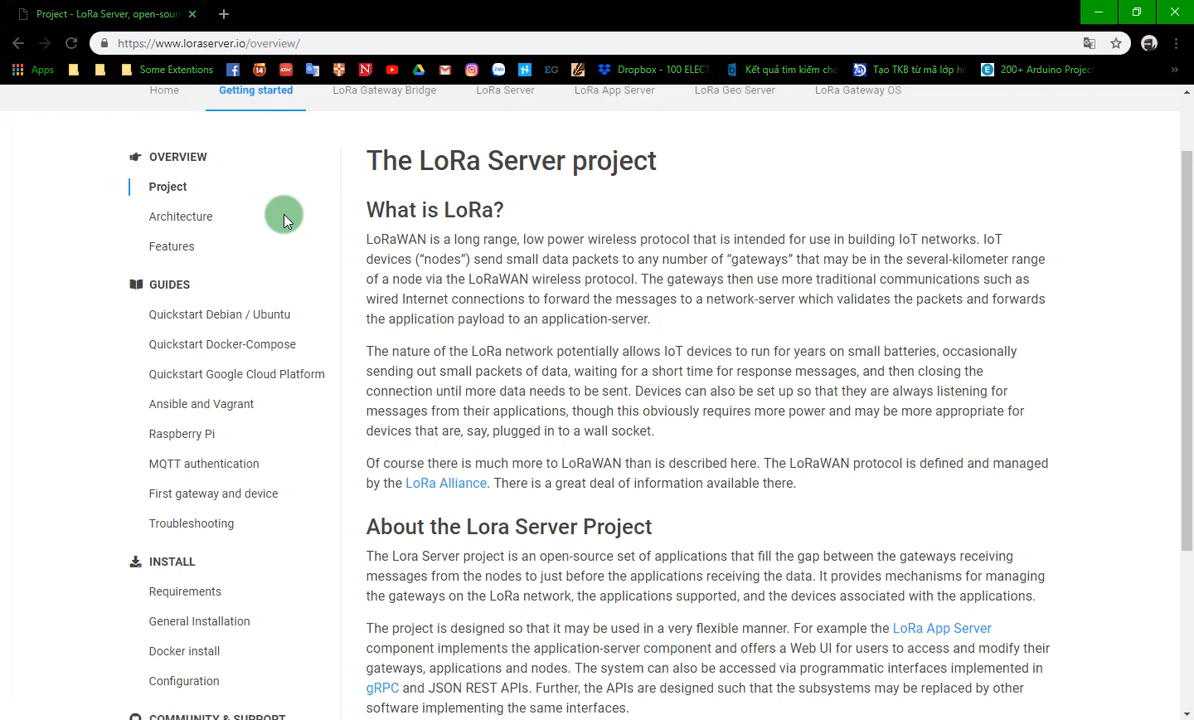 Project - LoRa Server, open-sour
https://www.loraserver.io/overview/
Apps
Some Extentions
14
N
EG
Dropbox - 100 ELECT
Kết quả tìm kiếm cho
Tạo TKB từ mã lớp h
200+ Arduino Project
Home
Getting started
LoRa Gateway Bridge
LoRa Server
LoRa App Server
LoRa Geo Server
LoRa Gateway OS
OVERVIEW
Project
Architecture
Features
GUIDES
Quickstart Debian / Ubuntu
Quickstart Docker-Compose
Quickstart Google Cloud Platform
Ansible and Vagrant
Raspberry Pi
MQTT authentication
First gateway and device
Troubleshooting
INSTALL
Requirements
General Installation
Docker install
Configuration
COMMUNITY & SUPPORT
The LoRa Server project
What is LoRa?
LoRaWAN is a long range, low power wireless protocol that is intended for use in building IoT networks. IoT
devices (“nodes”) send small data packets to any number of “gateways” that may be in the several-kilometer range
of a node via the LoRaWAN wireless protocol. The gateways then use more traditional communications such as
wired Internet connections to forward the messages to a network-server which validates the packets and forwards
the application payload to an application-server.
The nature of the LoRa network potentially allows IoT devices to run for years on small batteries, occasionally
sending out small packets of data, waiting for a short time for response messages, and then closing the
connection until more data needs to be sent. Devices can also be set up so that they are always listening for
messages from their applications, though this obviously requires more power and may be more appropriate for
devices that are, say, plugged in to a wall socket.
Of course there is much more to LoRaWAN than is described here. The LoRaWAN protocol is defined and managed
by the LoRa Alliance. There is a great deal of information available there.
About the Lora Server Project
The Lora Server project is an open-source set of applications that fill the gap between the gateways receiving
messages from the nodes to just before the applications receiving the data. It provides mechanisms for managing
the gateways on the LoRa network, the applications supported, and the devices associated with the applications.
The project is designed so that it may be used in a very flexible manner. For example the LoRa App Server
component implements the application-server component and offers a Web UI for users to access and modify their
gateways, applications and nodes. The system can also be accessed via programmatic interfaces implemented in
gRPC and JSON REST APIs. Further, the APIs are designed such that the subsystems may be replaced by other
software implementing the same interfaces.